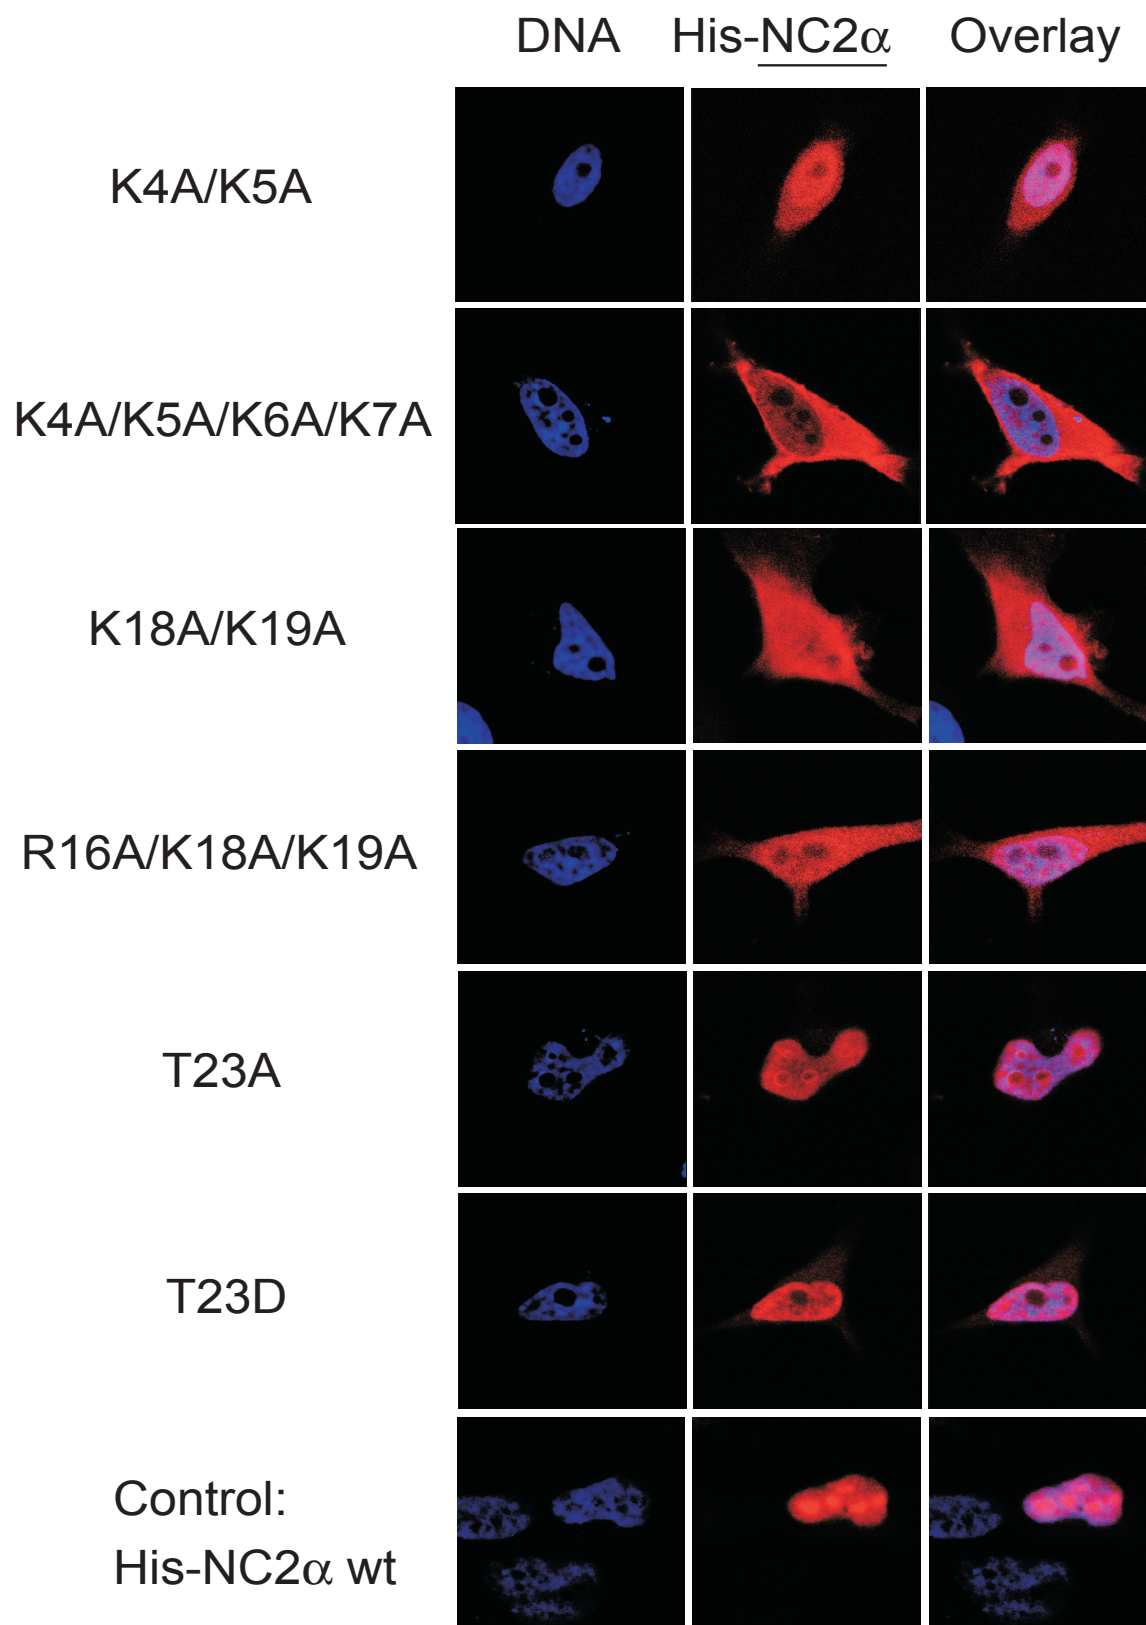 DNA His-NC2α Overlay
K4A/K5A
K4A/K5A/K6A/K7A
K18A/K19A
R16A/K18A/K19A
T23A
T23D
Control:
His-NC2α wt